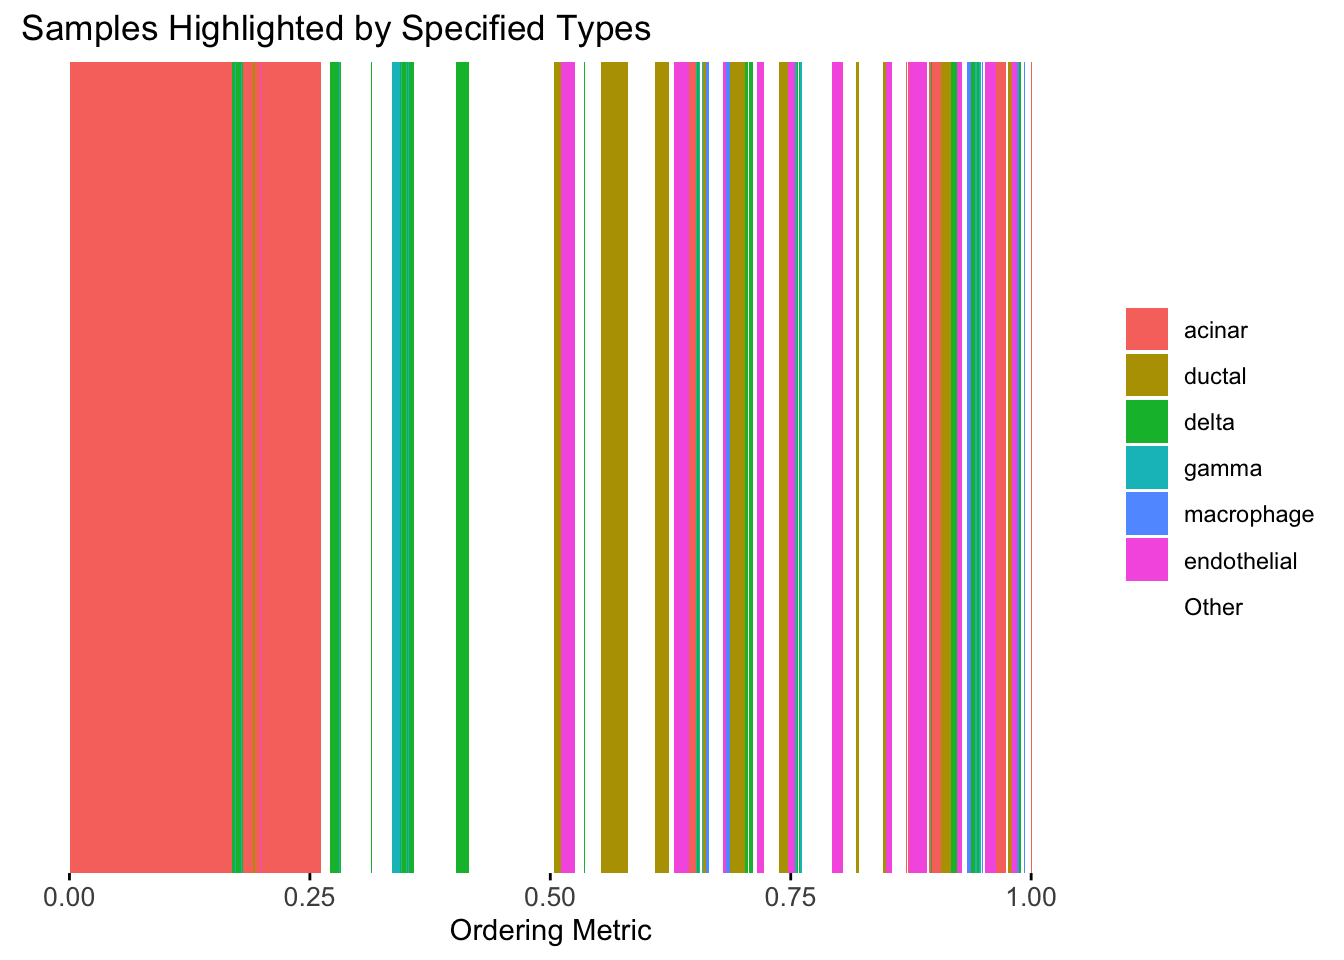 Samples Highlighted by Specified Types
acinar
ductal
delta
gamma
macrophage
endothelial
Other
0.00 0.25 0.50 0.75 1.00
Ordering Metric